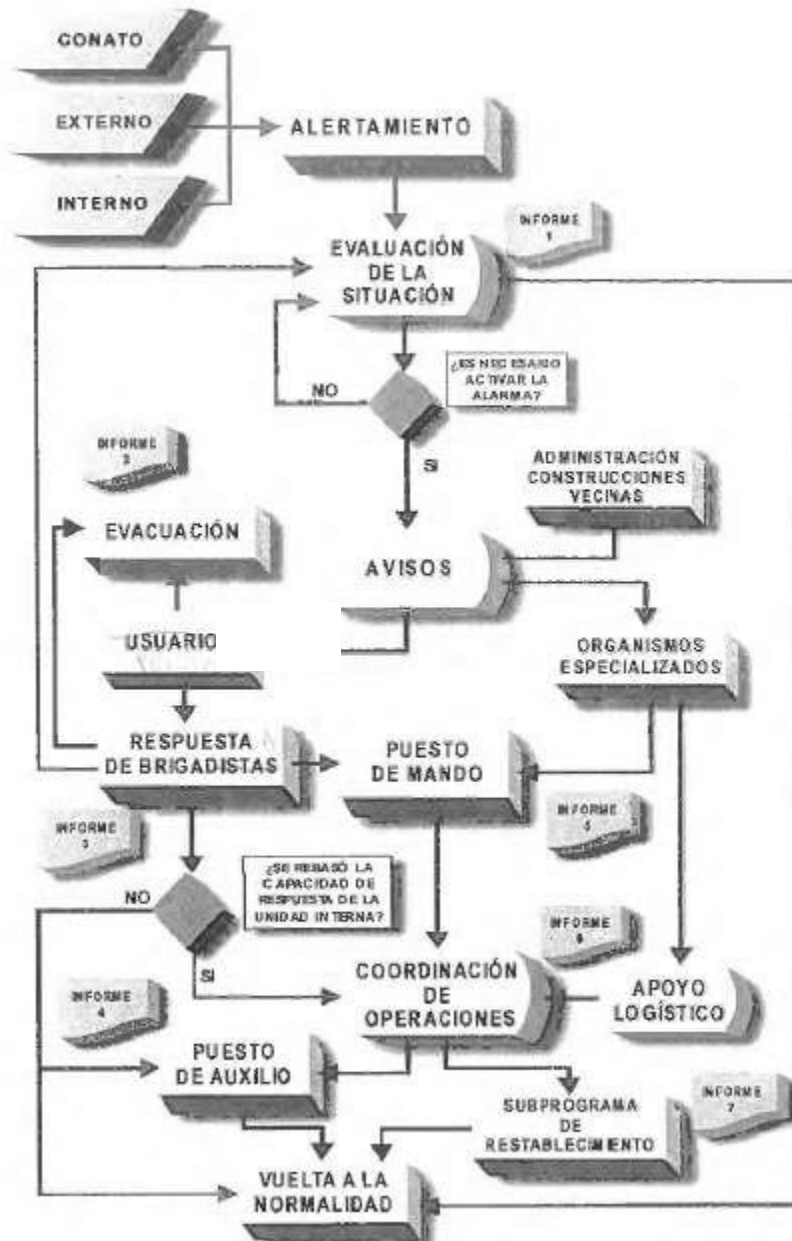 CONATO
EXTERNO
INTERNO
ALERTAMIENTO
INFORME
1
EVALUACIÓN
DE LA
SITUACIÓN
¿ES NECESARIO
ACTIVAR LA
ALARMA?
NO
SI
INFORME
2
ADMINISTRACIÓN
CONSTRUCCIONES
VECINAS
EVACUACIÓN
AVISOS
USUARIO
ORGANISMOS
ESPECIALIZADOS
RESPUESTA
DE BRIGADISTAS
PUESTO
DE MANDO
INFORME
3
INFORME
5
¿SE REBASÓ LA
CAPACIDAD DE
RESPUESTA DE LA
UNIDAD INTERNA?
NO
SI
INFORME
6
COORDINACIÓN
DE
OPERACIONES
APOYO
LOGÍSTICO
INFORME
4
PUESTO
DE AUXILIO
SUBPROGRAMA
DE
RESTABLECIMIENTO
INFORME
7
VUELTA A LA
NORMALIDAD